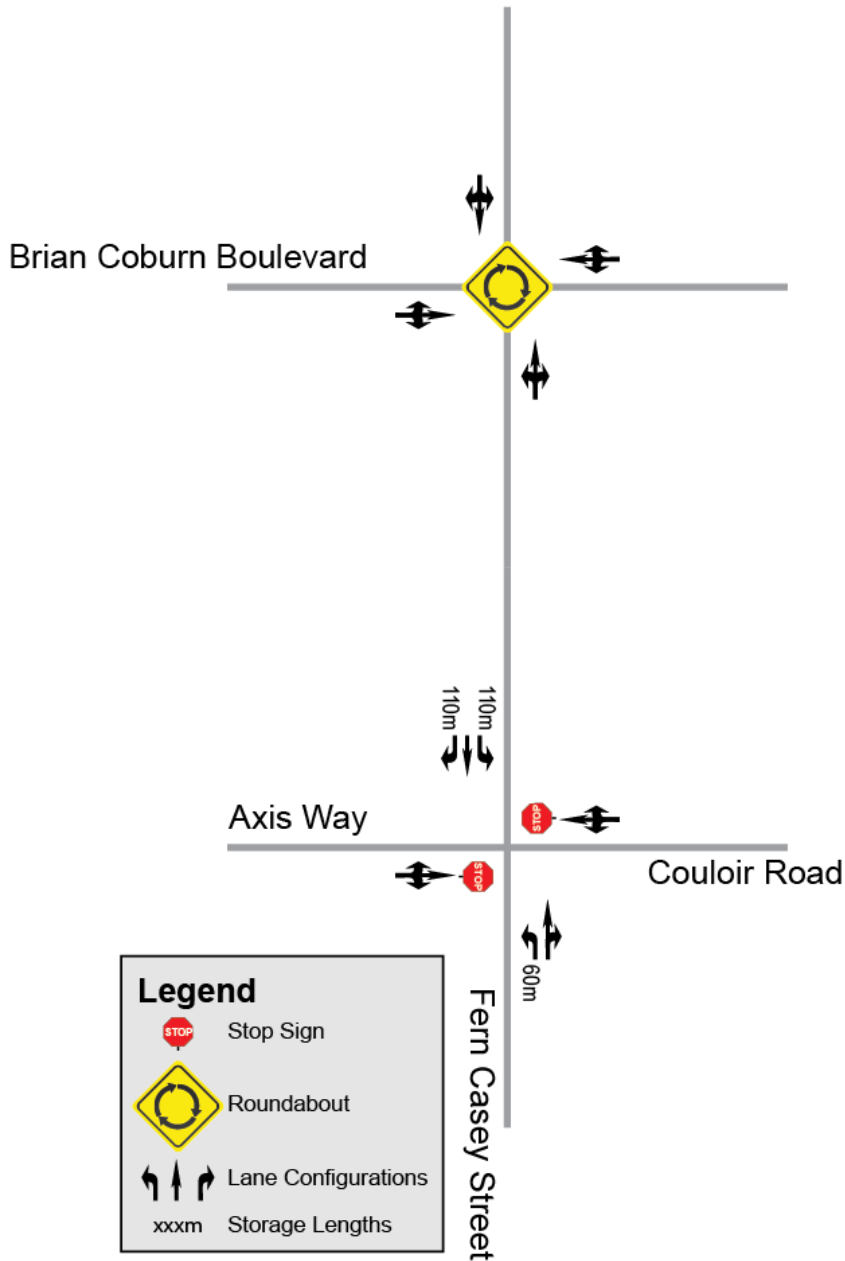 Brian Coburn Boulevard
110m
110m
Axis Way
STOP
STOP
Couloir Road
60m
Fern Casey Street
Legend
STOP
Stop Sign
Roundabout
Lane Configurations
xxxm
Storage Lengths